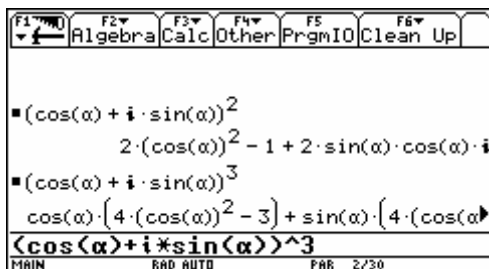 F1 F2 F3 F4 F5 F6
Algebra Calc Other PrgmIO Clean Up
(cos(α) + i·sin(α))²
2·(cos(α))² − 1 + 2·sin(α)·cos(α)·i
(cos(α) + i·sin(α))³
cos(α)·(4·(cos(α))² − 3) + sin(α)·(4·(cos(α
(cos(α)+i*sin(α))^3
MAIN RAD AUTO PAR 2/30